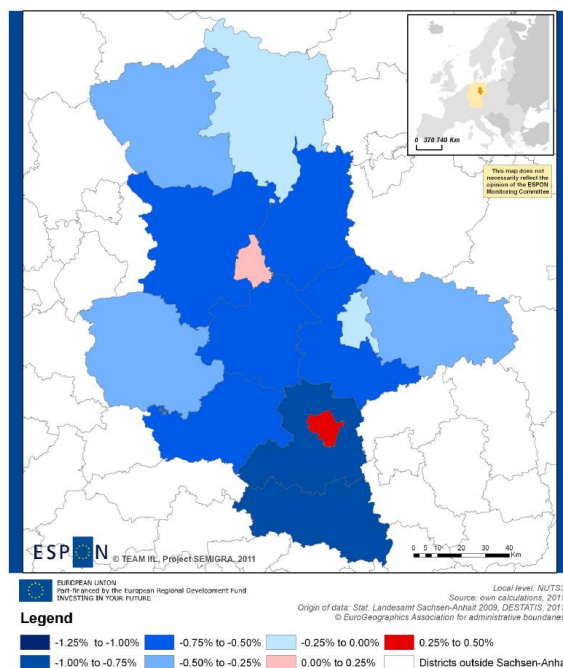 0 370 740 Km
This map does not
necessarily reflect the
opinion of the ESPON
Monitoring Committee
ESPON
© TEAM IfL, Project SEMIGRA, 2011
0 5 10 20 30 40
Km
EUROPEAN UNION
Part-financed by the European Regional Development Fund
INVESTING IN YOUR FUTURE
Local level: NUTS3
Source: own calculations, 2011
Origin of data: Stat. Landesamt Sachsen-Anhalt 2009, DESTATIS, 2011
© EuroGeographics Association for administrative boundaries
Legend
-1.25% to -1.00% -0.75% to -0.50% -0.25% to 0.00% 0.25% to 0.50%
-1.00% to -0.75% -0.50% to -0.25% 0.00% to 0.25% Districts outside Sachsen-Anha